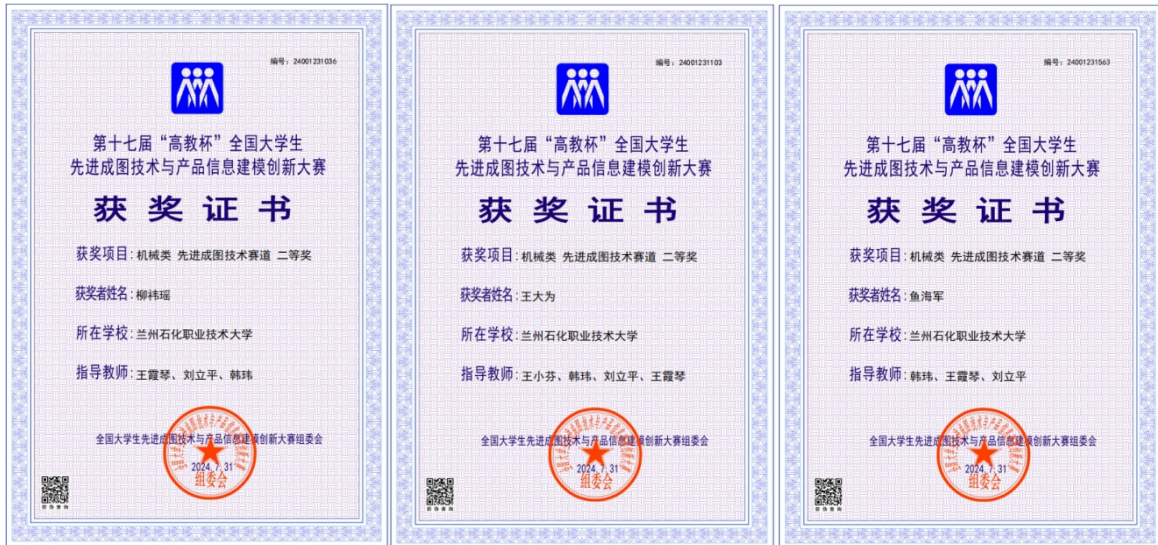 编号：24001231036
第十七届“高教杯”全国大学生
先进成图技术与产品信息建模创新大赛
获奖证书
获奖项目：机械类 先进成图技术赛道 二等奖
获奖者姓名：柳祎瑶
所在学校：兰州石化职业技术大学
指导教师：王霞琴、刘立平、韩玮
全国大学生先进成图技术与产品信息建模创新大赛组委会
2024.7.31
组委会
防伪查询
编号：24001231103
第十七届“高教杯”全国大学生
先进成图技术与产品信息建模创新大赛
获奖证书
获奖项目：机械类 先进成图技术赛道 二等奖
获奖者姓名：王大为
所在学校：兰州石化职业技术大学
指导教师：王小芬、韩玮、刘立平、王霞琴
全国大学生先进成图技术与产品信息建模创新大赛组委会
2024.7.31
组委会
防伪查询
编号：24001231563
第十七届“高教杯”全国大学生
先进成图技术与产品信息建模创新大赛
获奖证书
获奖项目：机械类 先进成图技术赛道 二等奖
获奖者姓名：鱼海军
所在学校：兰州石化职业技术大学
指导教师：韩玮、王霞琴、刘立平
全国大学生先进成图技术与产品信息建模创新大赛组委会
2024.7.31
组委会
防伪查询